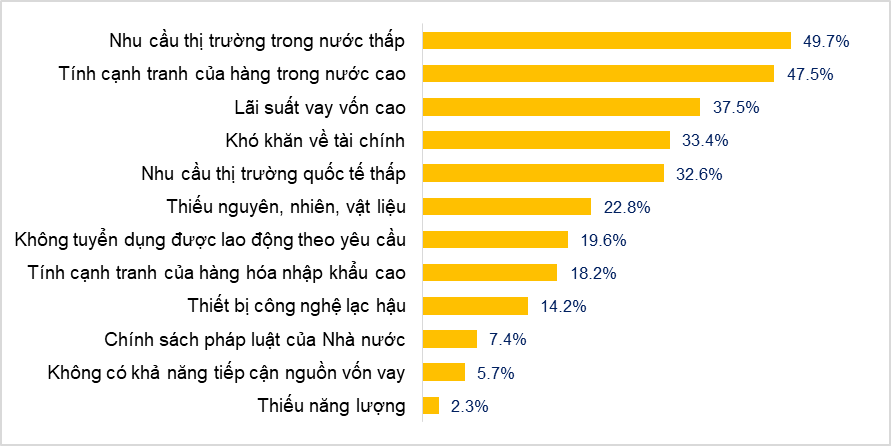 Nhu cầu thị trường trong nước thấp 49.7%
Tính cạnh tranh của hàng trong nước cao 47.5%
Lãi suất vay vốn cao 37.5%
Khó khăn về tài chính 33.4%
Nhu cầu thị trường quốc tế thấp 32.6%
Thiếu nguyên, nhiên, vật liệu 22.8%
Không tuyển dụng được lao động theo yêu cầu 19.6%
Tính cạnh tranh của hàng hóa nhập khẩu cao 18.2%
Thiết bị công nghệ lạc hậu 14.2%
Chính sách pháp luật của Nhà nước 7.4%
Không có khả năng tiếp cận nguồn vốn vay 5.7%
Thiếu năng lượng 2.3%